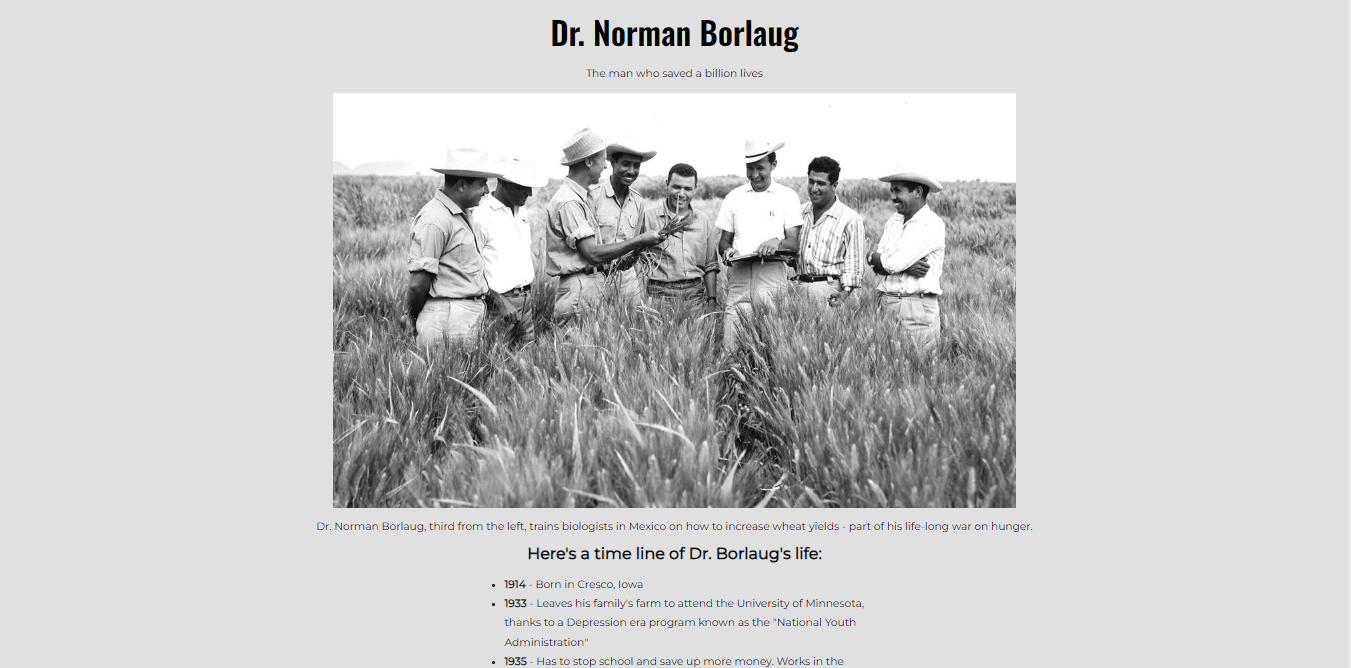 Dr. Norman Borlaug
The man who saved a billion lives
Dr. Norman Borlaug, third from the left, trains biologists in Mexico on how to increase wheat yields - part of his life-long war on hunger.
Here's a time line of Dr. Borlaug's life:
• 1914 - Born in Cresco, Iowa
• 1933 - Leaves his family's farm to attend the University of Minnesota,
thanks to a Depression era program known as the "National Youth
Administration"
• 1935 - Has to stop school and save up more money. Works in the